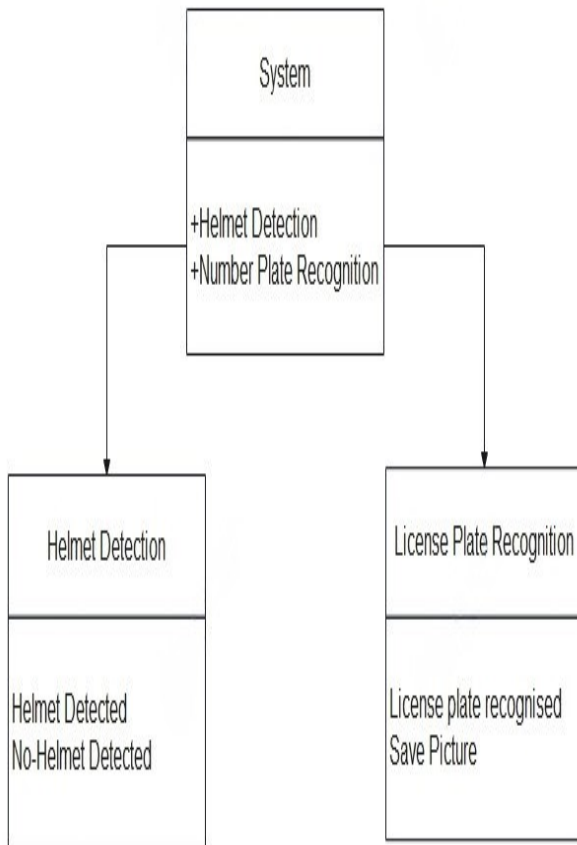 System
+Helmet Detection
+Number Plate Recognition
Helmet Detection
License Plate Recognition
Helmet Detected
No-Helmet Detected
License plate recognised
Save Picture